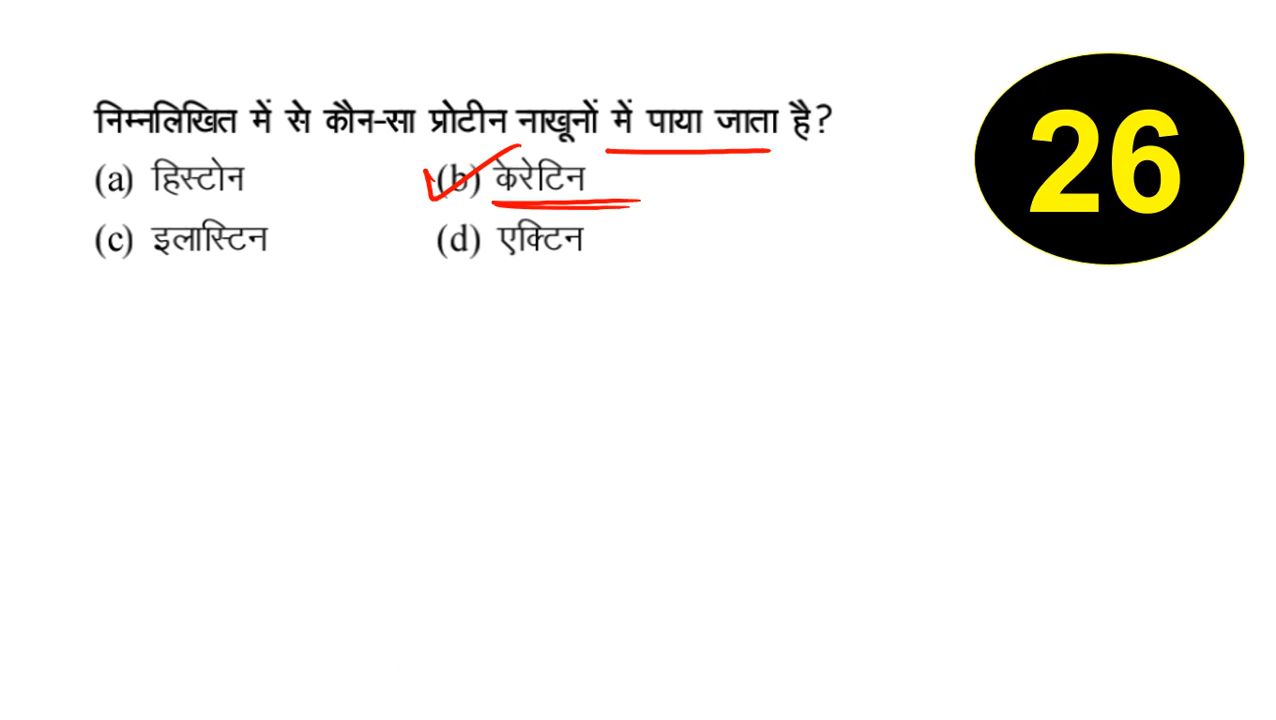 निम्नलिखित में से कौन-सा प्रोटीन नाखूनों में पाया जाता है?
(a) हिस्टोन (b) केरेटिन
(c) इलास्टिन (d) एक्टिन
26